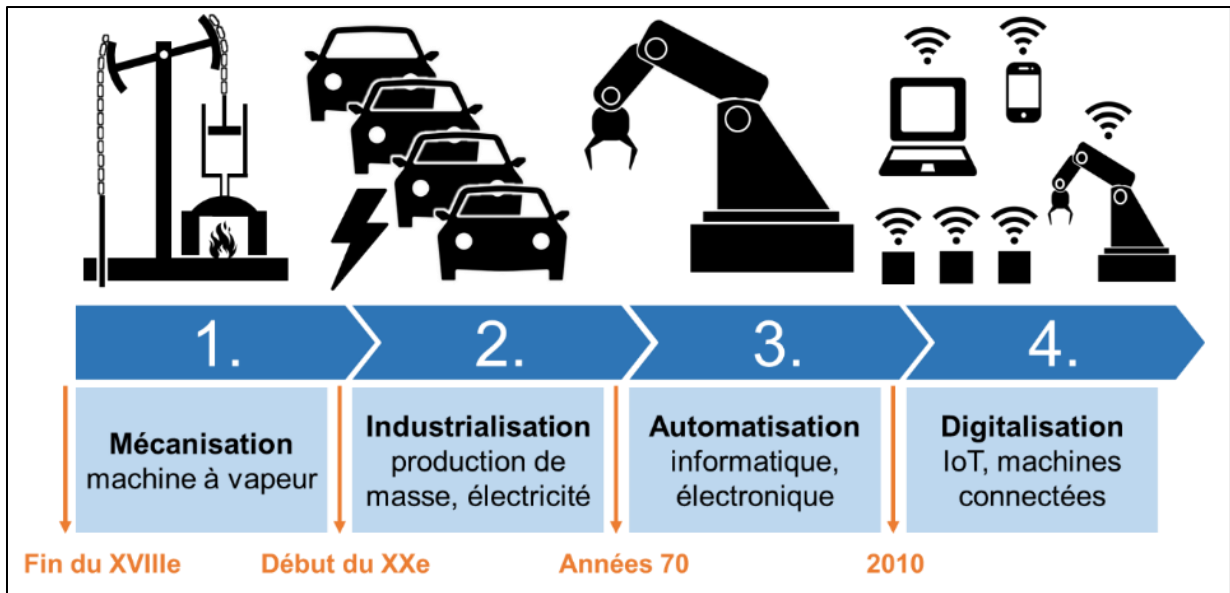 1.
2.
3.
4.
Mécanisation
machine à vapeur
Industrialisation
production de
masse, électricité
Automatisation
informatique,
électronique
Digitalisation
IoT, machines
connectées
Fin du XVIIIe
Début du XXe
Années 70
2010